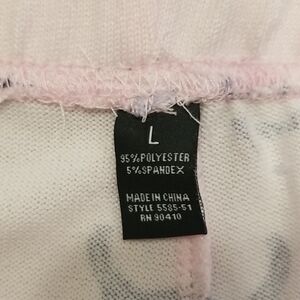 L
95%POLYESTER
5%SPANDEX
MADE IN CHINA
STYLE 5585-51
RN 90410